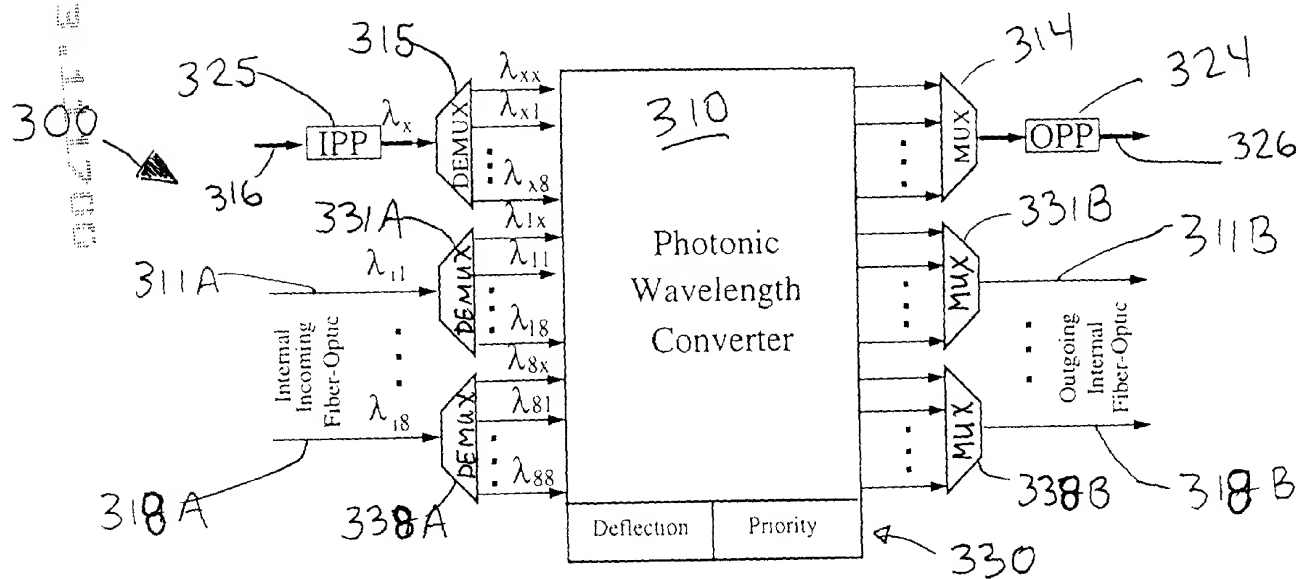 3.11700
300
325
315
316
IPP
λx
DEMUX
λxx
λx1
λx8
331A
311A
λ11
DEMUX
λ1x
λ11
λ18
Internal
Incoming
Fiber-Optic
λ18
DEMUX
λ8x
λ81
λ88
318A
338A
310
Photonic
Wavelength
Converter
Deflection
Priority
330
314
324
MUX
OPP
326
331B
311B
MUX
Outgoing
Internal
Fiber-Optic
MUX
338B
318B